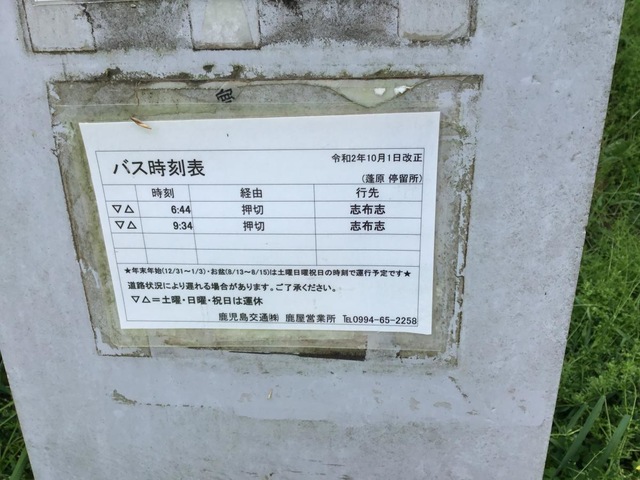 バス時刻表
令和2年10月1日改正
(蓬原 停留所)
時刻 経由 行先
▽△ 6:44 押切 志布志
▽△ 9:34 押切 志布志
★年末年始(12/31～1/3)・お盆(8/13～8/15)は土曜日曜祝日の時刻で運行予定です★
道路状況により遅れる場合があります。ご了承ください。
▽△＝土曜・日曜・祝日は運休
鹿児島交通㈱ 鹿屋営業所 ℡0994-65-2258